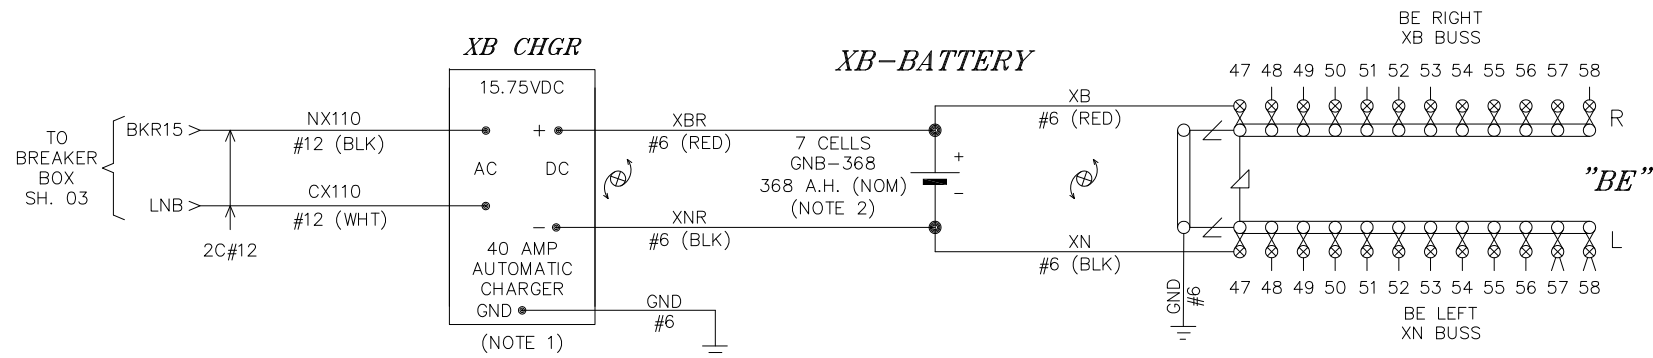 XB CHGR
15.75VDC
TO
BREAKER
BOX
SH. 03
BKR15
LNB
NX110
#12 (BLK)
CX110
#12 (WHT)
2C#12
+
AC
DC
−
40 AMP
AUTOMATIC
CHARGER
GND
(NOTE 1)
GND
#6
XBR
#6 (RED)
XNR
#6 (BLK)
XB-BATTERY
7 CELLS
GNB-368
368 A.H. (NOM)
(NOTE 2)
+
−
XB
#6 (RED)
XN
#6 (BLK)
GND
#6
BE RIGHT
XB BUSS
47 48 49 50 51 52 53 54 55 56 57 58
R
"BE"
L
47 48 49 50 51 52 53 54 55 56 57 58
BE LEFT
XN BUSS